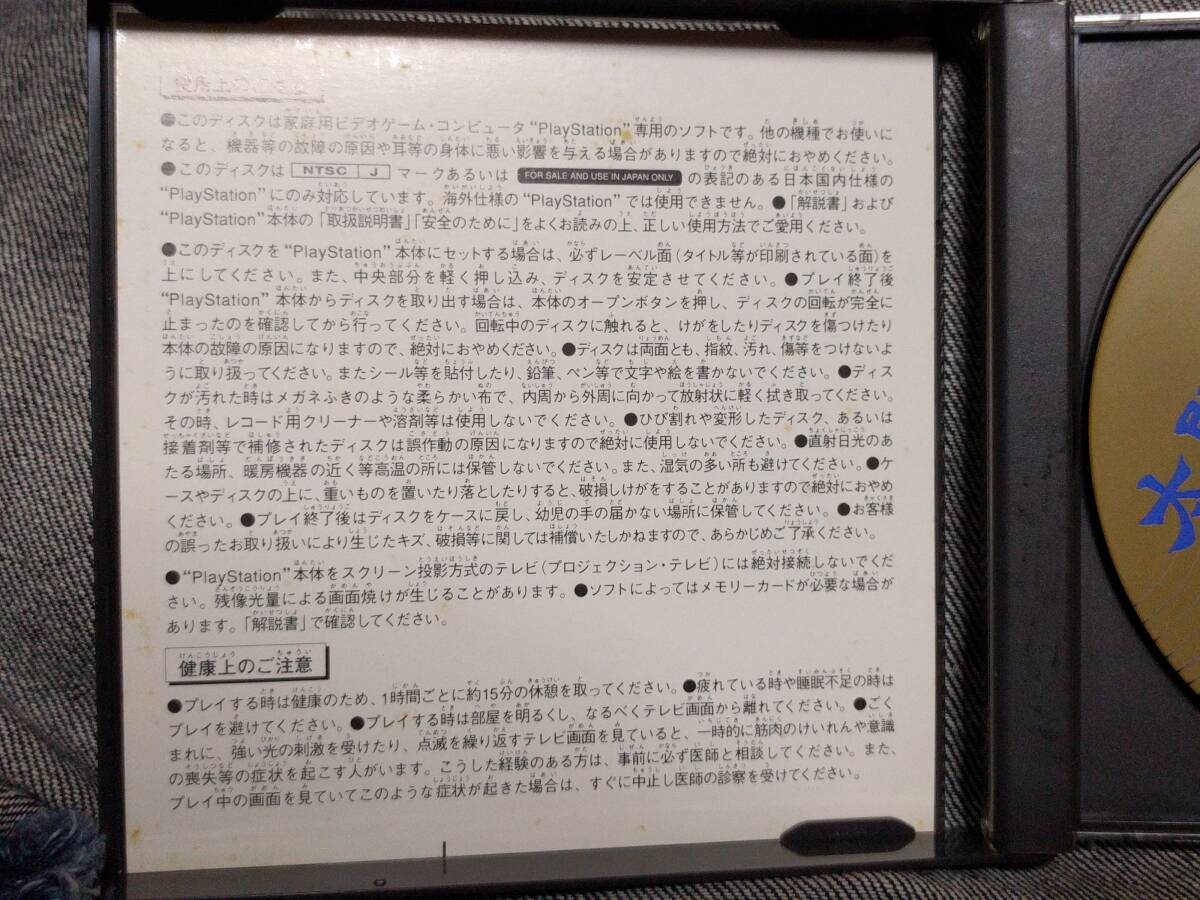 使用上のご注意
●このディスクは家庭用ビデオゲーム・コンピュータ“PlayStation”専用のソフトです。他の機種でお使いに
なると、機器等の故障の原因や耳等の身体に悪い影響を与える場合がありますので絶対におやめください。
●このディスクは NTSC J マークあるいは FOR SALE AND USE IN JAPAN ONLY の表記のある日本国内仕様の
“PlayStation”にのみ対応しています。海外仕様の“PlayStation”では使用できません。●「解説書」および
“PlayStation”本体の「取扱説明書」「安全のために」をよくお読みの上、正しい使用方法でご愛用ください。
●このディスクを“PlayStation”本体にセットする場合は、必ずレーベル面(タイトル等が印刷されている面)を
上にしてください。また、中央部分を軽く押し込み、ディスクを安定させてください。●プレイ終了後
“PlayStation”本体からディスクを取り出す場合は、本体のオープンボタンを押し、ディスクの回転が完全に
止まったのを確認してから行ってください。回転中のディスクに触れると、けがをしたりディスクを傷つけたり
本体の故障の原因になりますので、絶対におやめください。●ディスクは両面とも、指紋、汚れ、傷等をつけないよ
うに取り扱ってください。またシール等を貼付したり、鉛筆、ペン等で文字や絵を書かないでください。●ディス
クが汚れた時はメガネふきのような柔らかい布で、内周から外周に向かって放射状に軽く拭き取ってください。
その時、レコード用クリーナーや溶剤等は使用しないでください。●ひび割れや変形したディスク、あるいは
接着剤等で補修されたディスクは誤作動の原因になりますので絶対に使用しないでください。●直射日光のあ
たる場所、暖房機器の近く等高温の所には保管しないでください。また、湿気の多い所も避けてください。●ケ
ースやディスクの上に、重いものを置いたり落としたりすると、破損しけがをすることがありますので絶対におやめ
ください。●プレイ終了後はディスクをケースに戻し、幼児の手の届かない場所に保管してください。●お客様
の誤ったお取り扱いにより生じたキズ、破損等に関しては補償いたしかねますので、あらかじめご了承ください。
●“PlayStation”本体をスクリーン投影方式のテレビ(プロジェクション・テレビ)には絶対接続しないでくだ
さい。残像光量による画面焼けが生じることがあります。●ソフトによってはメモリーカードが必要な場合が
あります。「解説書」で確認してください。
健康上のご注意
●プレイする時は健康のため、1時間ごとに約15分の休憩を取ってください。●疲れている時や睡眠不足の時は
プレイを避けてください。●プレイする時は部屋を明るくし、なるべくテレビ画面から離れてください。●ごく
まれに、強い光の刺激を受けたり、点滅を繰り返すテレビ画面を見ていると、一時的に筋肉のけいれんや意識
の喪失等の症状を起こす人がいます。こうした経験のある方は、事前に必ず医師と相談してください。また、
プレイ中の画面を見ていてこのような症状が起きた場合は、すぐに中止し医師の診察を受けてください。